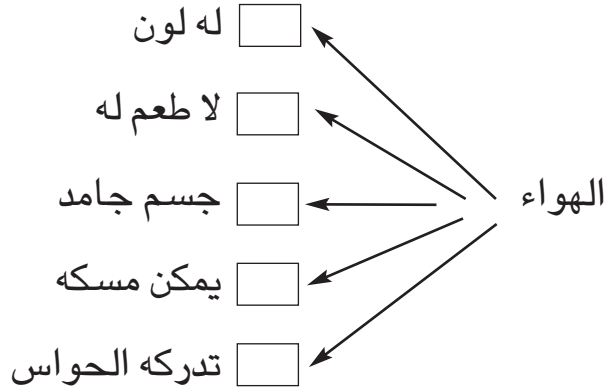 له لون
لا طعم له
الهواء
جسم جامد
يمكن مسكه
تدركه الحواس